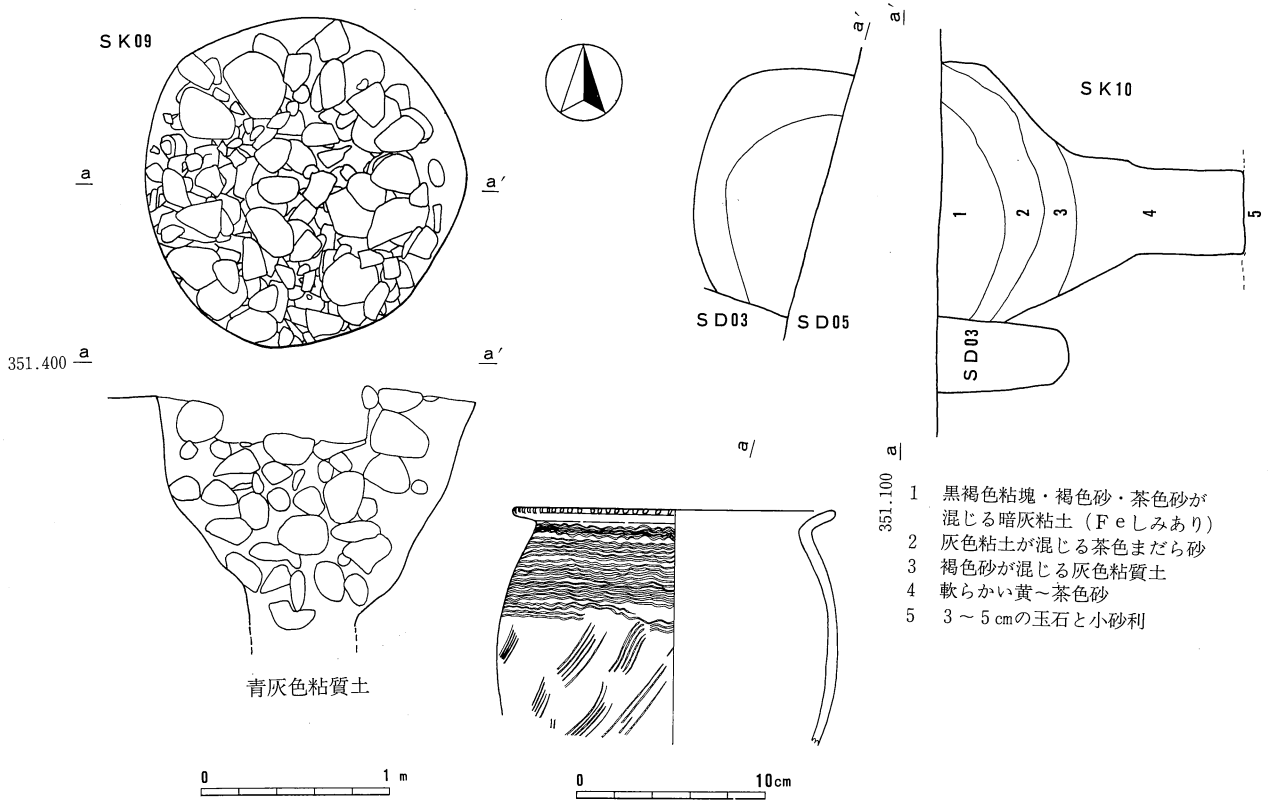 SK09
a
a′
351.400 a
a′
青灰色粘質土
0 1 m
a′
SD03 SD05
a
a′
SK10
1 2 3 4 5
SD03
a
351.100
1 黒褐色粘塊・褐色砂・茶色砂が
混じる暗灰粘土(Feしみあり)
2 灰色粘土が混じる茶色まだら砂
3 褐色砂が混じる灰色粘質土
4 軟らかい黄~茶色砂
5 3~5cmの玉石と小砂利
0 10cm